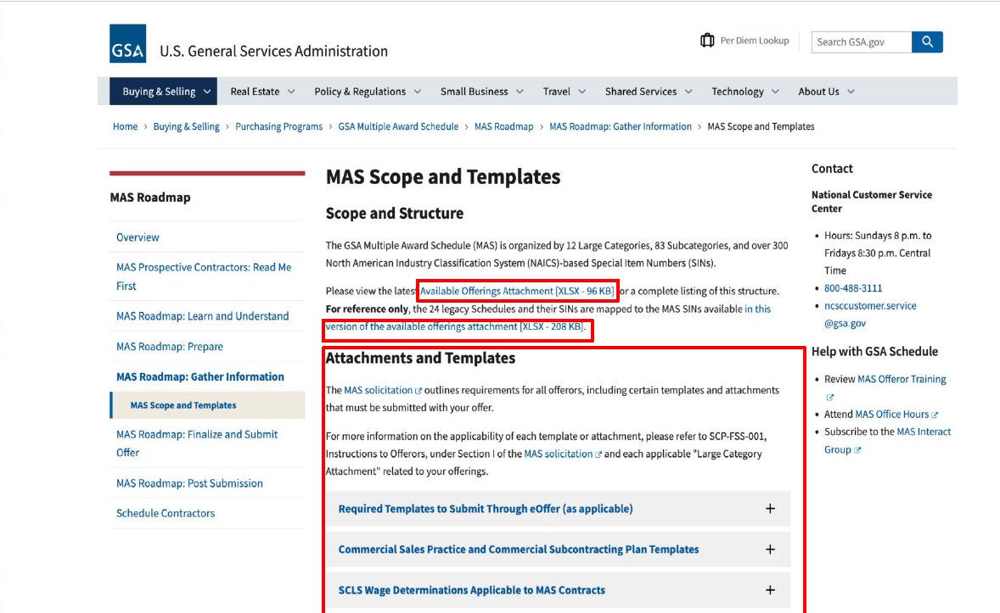 GSA
U.S. General Services Administration
Per Diem Lookup
Search GSA.gov
Buying & Selling
Real Estate
Policy & Regulations
Small Business
Travel
Shared Services
Technology
About Us
Home › Buying & Selling › Purchasing Programs › GSA Multiple Award Schedule › MAS Roadmap › MAS Roadmap: Gather Information › MAS Scope and Templates
MAS Roadmap
Overview
MAS Prospective Contractors: Read Me
First
MAS Roadmap: Learn and Understand
MAS Roadmap: Prepare
MAS Roadmap: Gather Information
MAS Scope and Templates
MAS Roadmap: Finalize and Submit
Offer
MAS Roadmap: Post Submission
Schedule Contractors
MAS Scope and Templates
Scope and Structure
The GSA Multiple Award Schedule (MAS) is organized by 12 Large Categories, 83 Subcategories, and over 300
North American Industry Classification System (NAICS)-based Special Item Numbers (SINs).
Please view the latest Available Offerings Attachment [XLSX - 96 KB] for a complete listing of this structure.
For reference only, the 24 legacy Schedules and their SINs are mapped to the MAS SINs available in this
version of the available offerings attachment [XLSX - 208 KB].
Attachments and Templates
The MAS solicitation outlines requirements for all offerors, including certain templates and attachments
that must be submitted with your offer.
For more information on the applicability of each template or attachment, please refer to SCP-FSS-001,
Instructions to Offerors, under Section I of the MAS solicitation and each applicable "Large Category
Attachment" related to your offerings.
Required Templates to Submit Through eOffer (as applicable) +
Commercial Sales Practice and Commercial Subcontracting Plan Templates +
SCLS Wage Determinations Applicable to MAS Contracts +
Contact
National Customer Service
Center
• Hours: Sundays 8 p.m. to
Fridays 8:30 p.m. Central
Time
• 800-488-3111
• ncsccustomer.service
@gsa.gov
Help with GSA Schedule
• Review MAS Offeror Training
• Attend MAS Office Hours
• Subscribe to the MAS Interact
Group